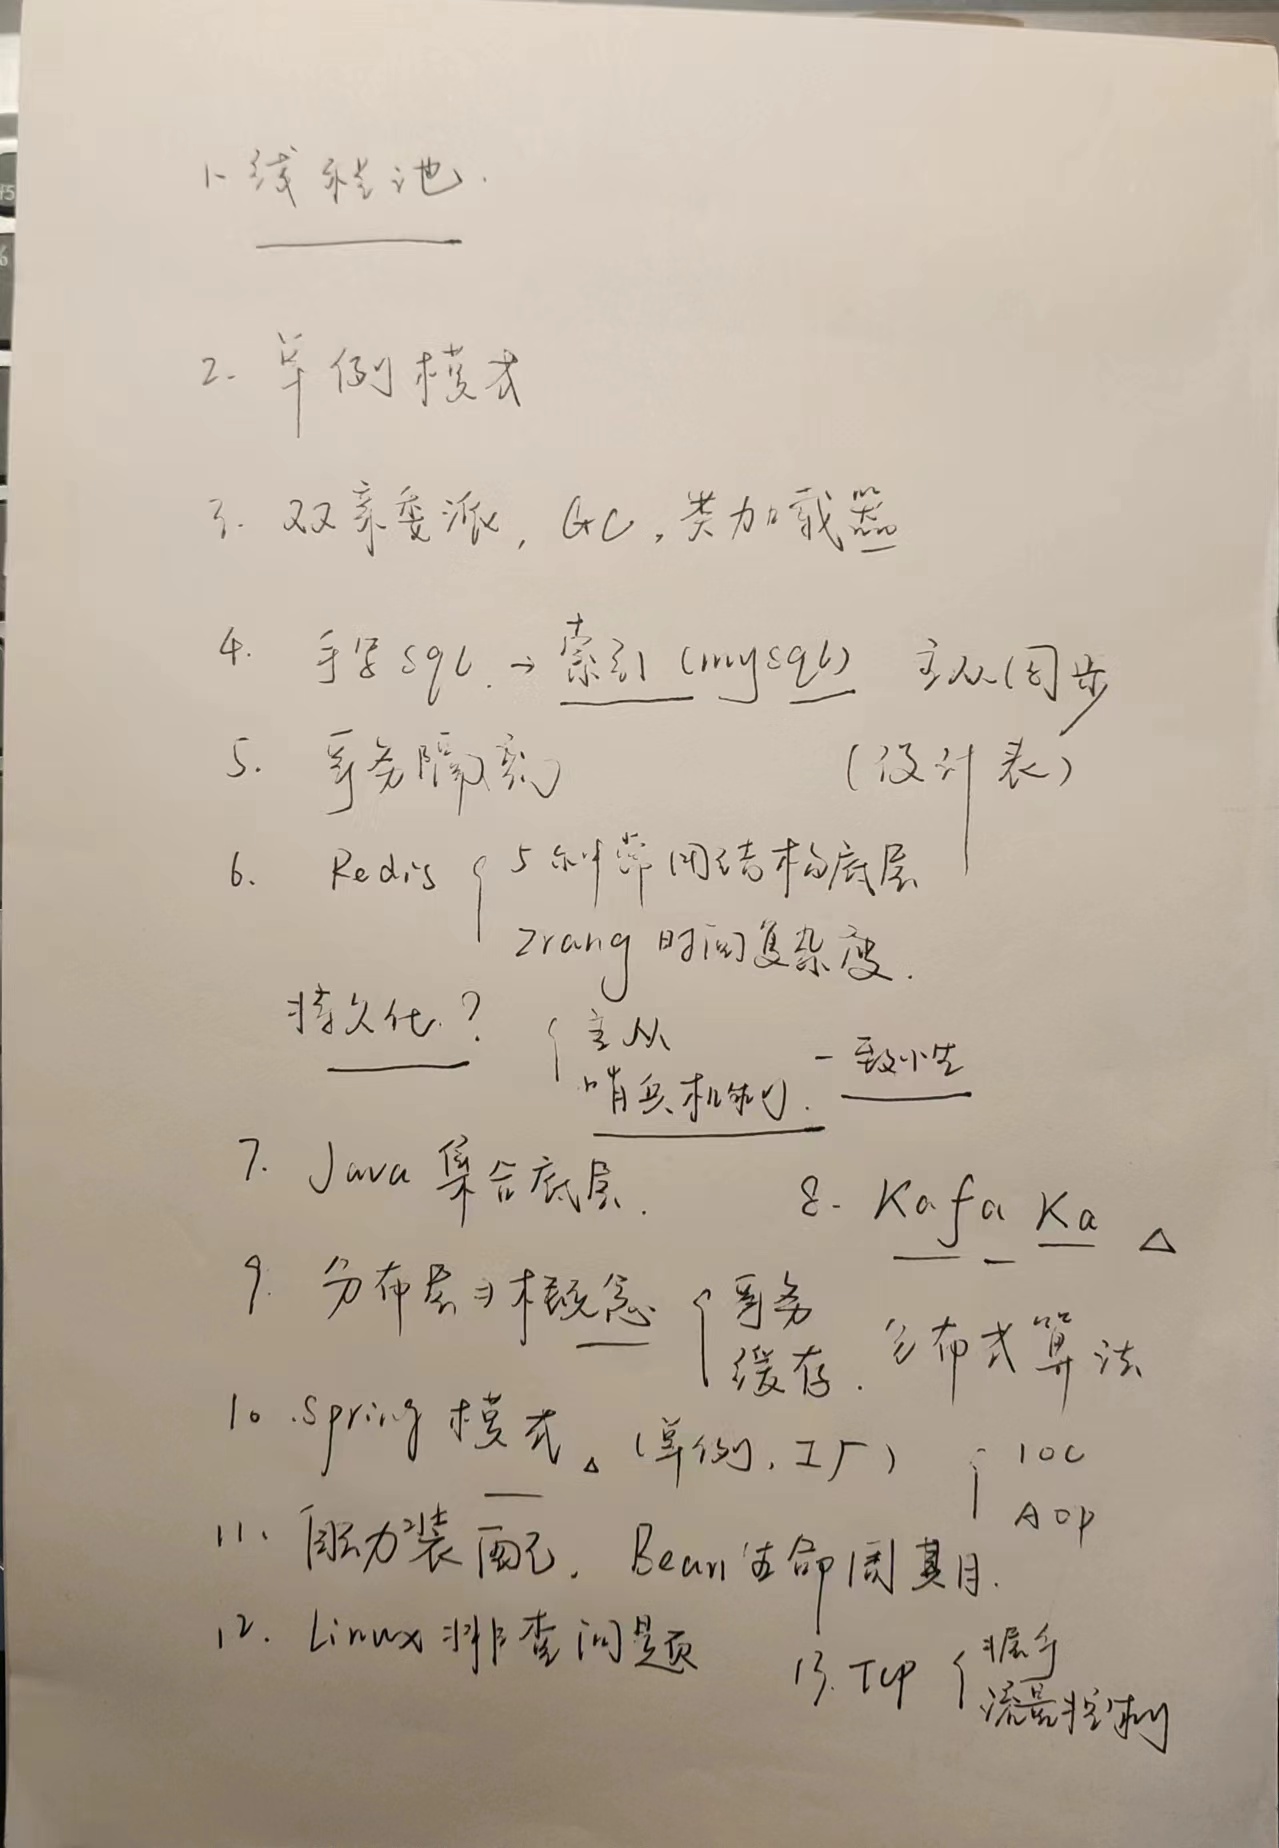 1. 线程池.
2. 单例模式
3. 双亲委派, GC, 类加载器
4. 手写sql. → 索引(mysql) 主从同步
5. 事务隔离 (设计表)
6. Redis { 5种常用结构底层
zrang 时间复杂度.
持久化? { 主从
哨兵机制. 一致性
7. Java 集合底层. 8. Kafa Ka △
9. 分布式概念 { 事务
缓存. 分布式算法
10. Spring 模式 △ (单例, 工厂) { IOC
AOP
11. 自动装配, Bean 生命周期.
12. Linux 排查问题
13. TCP { 握手
流量控制